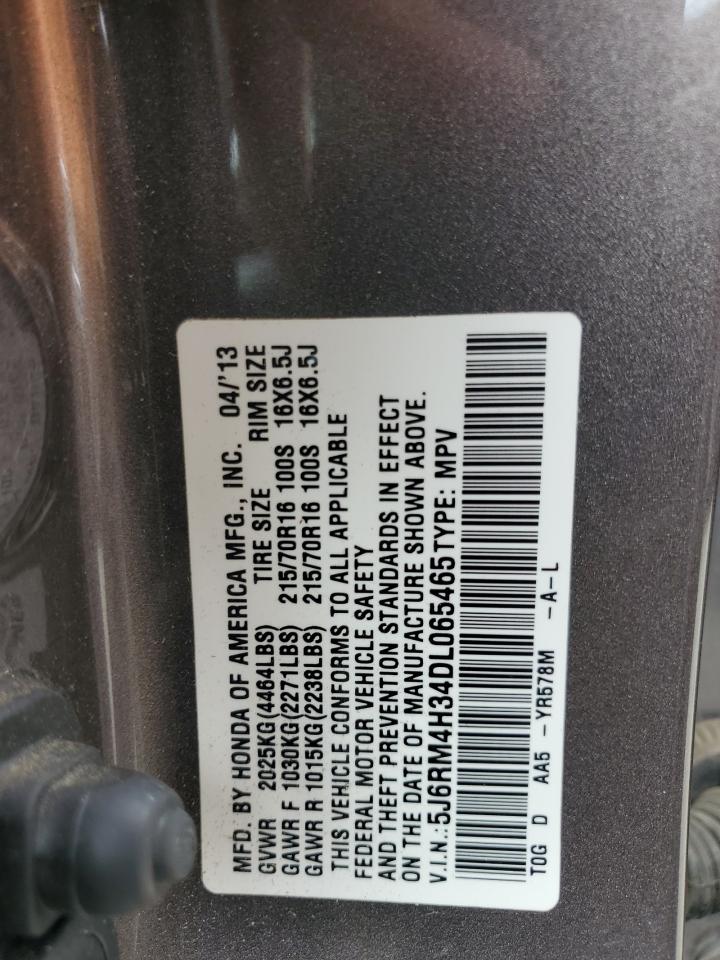 MFD. BY HONDA OF AMERICA MFG., INC. 04/'13
GVWR 2025KG(4464LBS) TIRE SIZE RIM SIZE
GAWR F 1030KG(2271LBS) 215/70R16 100S 16X6.5J
GAWR R 1015KG(2238LBS) 215/70R16 100S 16X6.5J
THIS VEHICLE CONFORMS TO ALL APPLICABLE
FEDERAL MOTOR VEHICLE SAFETY
AND THEFT PREVENTION STANDARDS IN EFFECT
ON THE DATE OF MANUFACTURE SHOWN ABOVE.
V.I.N.:5J6RM4H34DL065465 TYPE: MPV
TOG D AA5 -YR578M -A-L